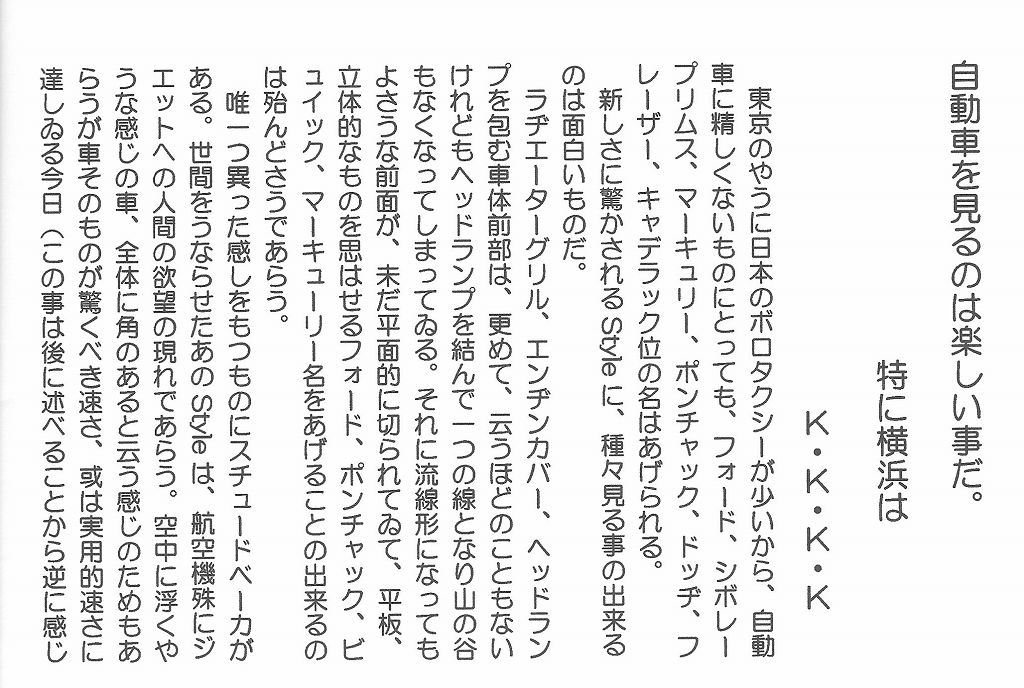 自動車を見るのは楽しい事だ。
特に横浜は
K・K・K・K
東京のやうに日本のボロタクシーが少いから、自動
車に精しくないものにとっても、フォード、シボレー
プリムス、マーキュリー、ポンチャック、ドッヂ、フ
レーザー、キャデラック位の名はあげられる。
新しさに驚かされるStyleに、種々見る事の出来る
のは面白いものだ。
ラヂエーターグリル、エンヂンカバー、ヘッドラン
プを包む車体前部は、更めて、云うほどのこともない
けれどもヘッドランプを結んで一つの線となり山の谷
もなくなってしまってゐる。それに流線形になっても
よさうな前面が、未だ平面的に切られてゐて、平板、
立体的なものを思はせるフォード、ポンチャック、ビ
ュイック、マーキューリー名をあげることの出来るの
は殆んどさうであらう。
唯一つ異った感しをもつものにスチュードベーカが
ある。世間をうならせたあのStyleは、航空機殊にジ
エットへの人間の欲望の現れであらう。空中に浮くや
うな感じの車、全体に角のあると云う感じのためもあ
らうが車そのものが驚くべき速さ、或は実用的速さに
達しゐる今日（この事は後に述べることから逆に感じ